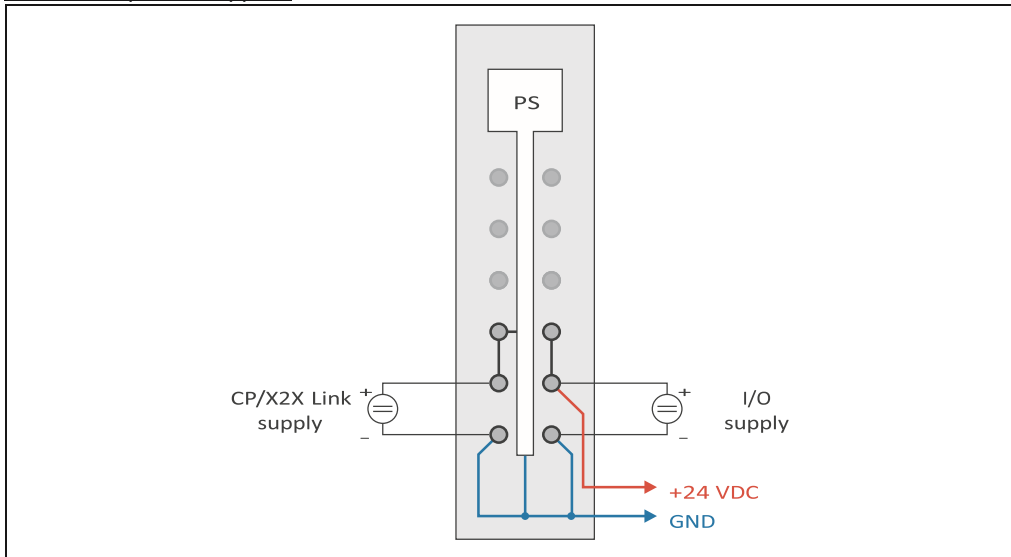 PS
CP/X2X Link
supply
+
–
I/O
supply
+
–
+24 VDC
GND